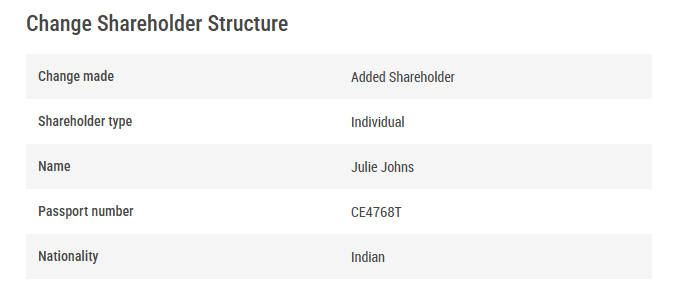 Change Shareholder Structure
Change made Added Shareholder
Shareholder type Individual
Name Julie Johns
Passport number CE4768T
Nationality Indian